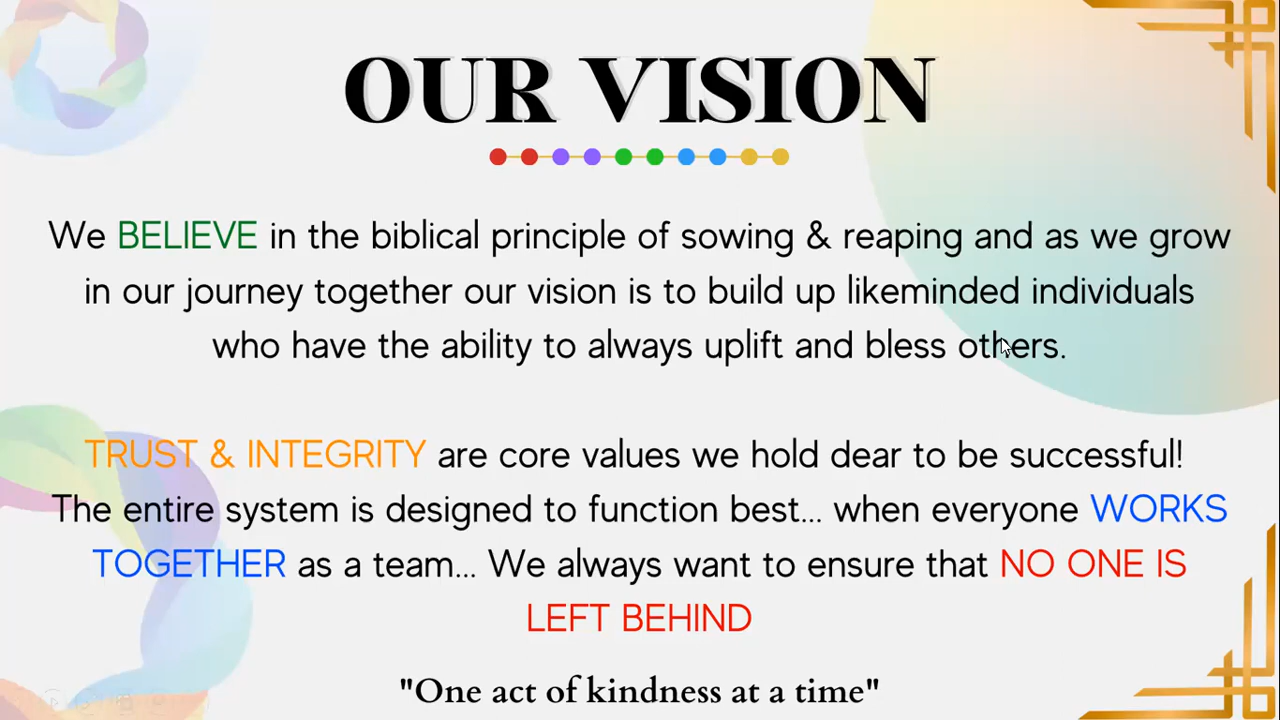 OUR VISION
We BELIEVE in the biblical principle of sowing & reaping and as we grow
in our journey together our vision is to build up likeminded individuals
who have the ability to always uplift and bless others.
TRUST & INTEGRITY are core values we hold dear to be successful!
The entire system is designed to function best... when everyone WORKS
TOGETHER as a team... We always want to ensure that NO ONE IS
LEFT BEHIND
"One act of kindness at a time"